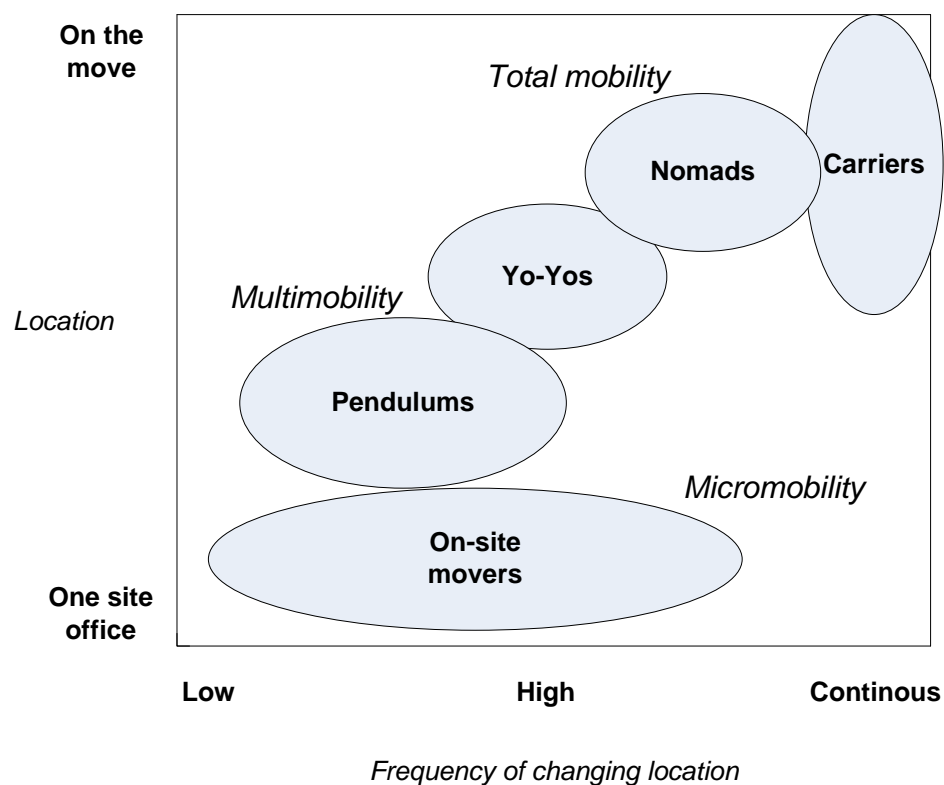 On the
move
Total mobility
Nomads
Carriers
Yo-Yos
Multimobility
Location
Pendulums
Micromobility
On-site
movers
One site
office
Low
High
Continous
Frequency of changing location